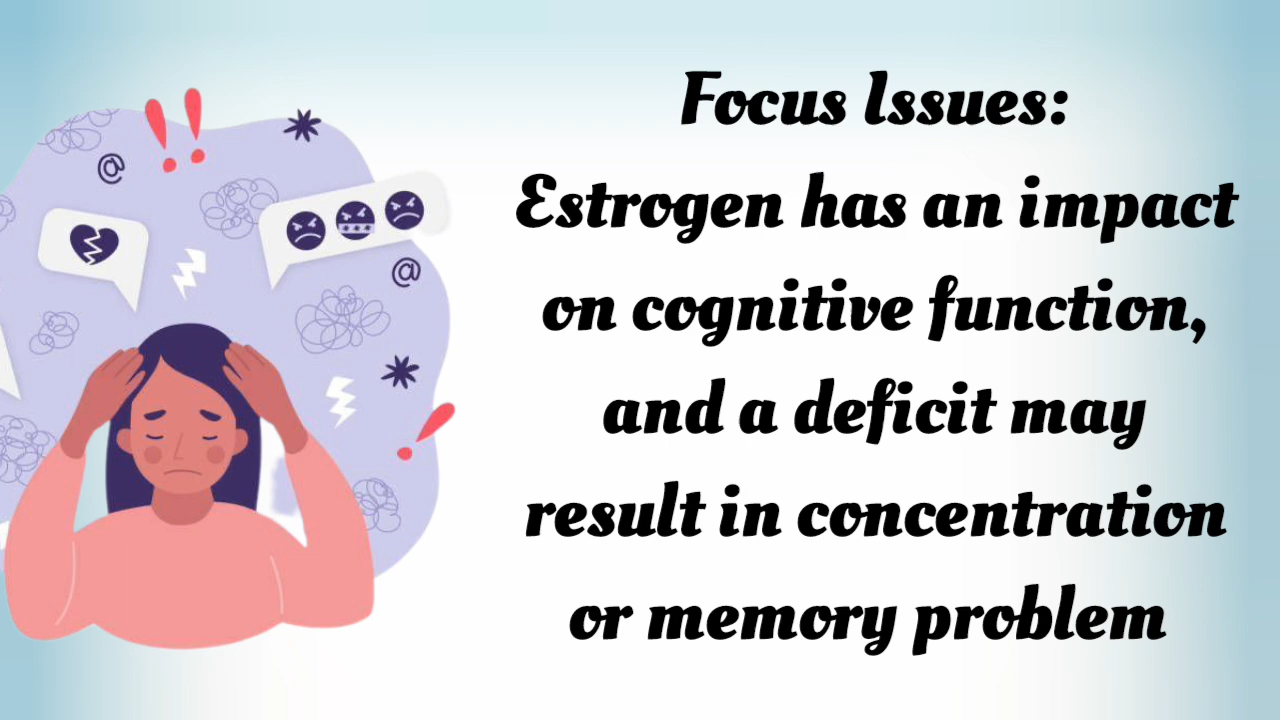 Focus Issues:
Estrogen has an impact
on cognitive function,
and a deficit may
result in concentration
or memory problem
@
@